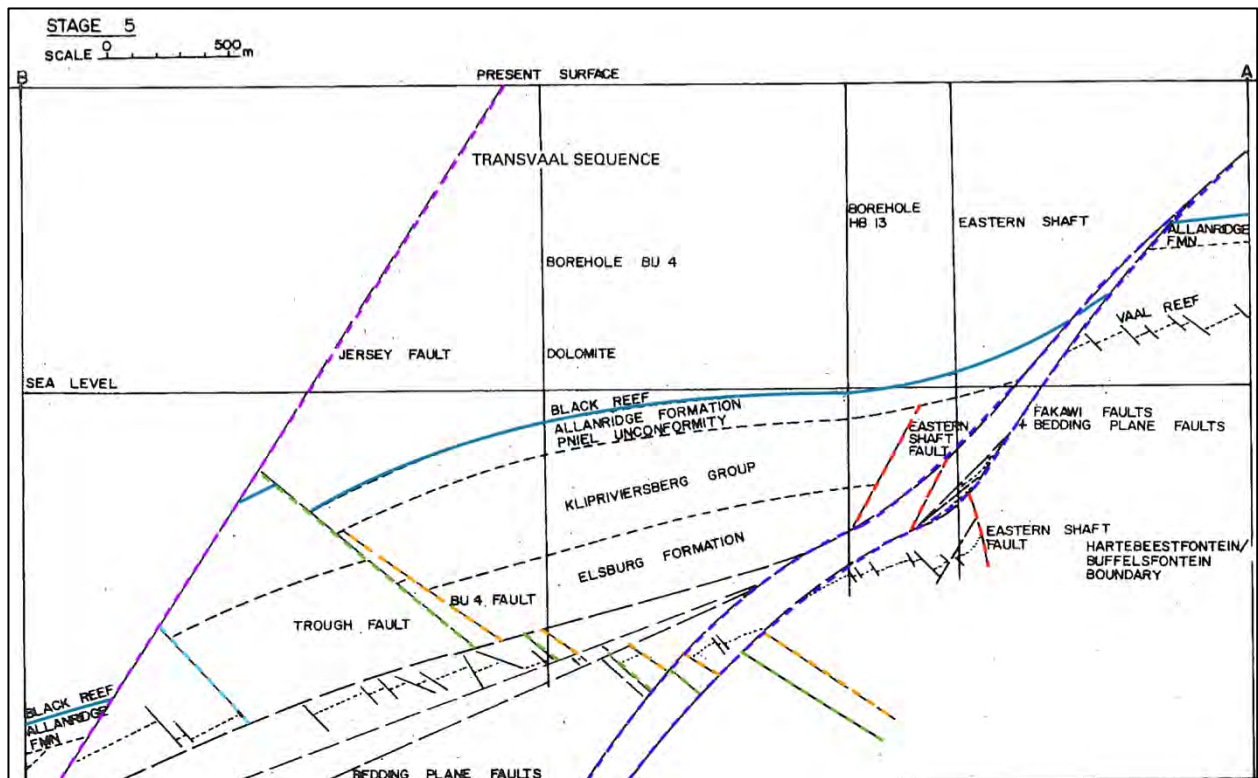 STAGE 5
SCALE 0 500m
B
PRESENT SURFACE
A
TRANSVAAL SEQUENCE
BOREHOLE
HB 13
EASTERN SHAFT
ALLANRIDGE
FMN
BOREHOLE BU 4
VAAL REEF
JERSEY FAULT
DOLOMITE
SEA LEVEL
BLACK REEF
ALLANRIDGE FORMATION
PNIEL UNCONFORMITY
EASTERN
SHAFT
FAULT
FAKAWI FAULTS
+ BEDDING PLANE FAULTS
KLIPRIVIERSBERG GROUP
ELSBURG FORMATION
EASTERN SHAFT
FAULT
HARTEBEESTFONTEIN/
BUFFELSFONTEIN
BOUNDARY
BU 4 FAULT
TROUGH FAULT
BLACK REEF
ALLANRIDGE
FMN
BEDDING PLANE FAULTS